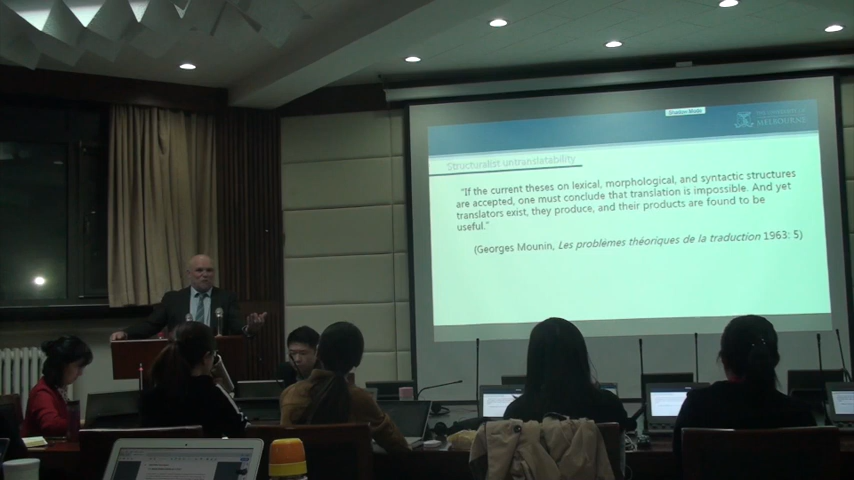 MELBOURNE
Structuralist untranslatability
"If the current theses on lexical, morphological, and syntactic structures
are accepted, one must conclude that translation is impossible. And yet
translators exist, they produce, and their products are found to be
useful."
(Georges Mounin, Les problèmes théoriques de la traduction 1963: 5)